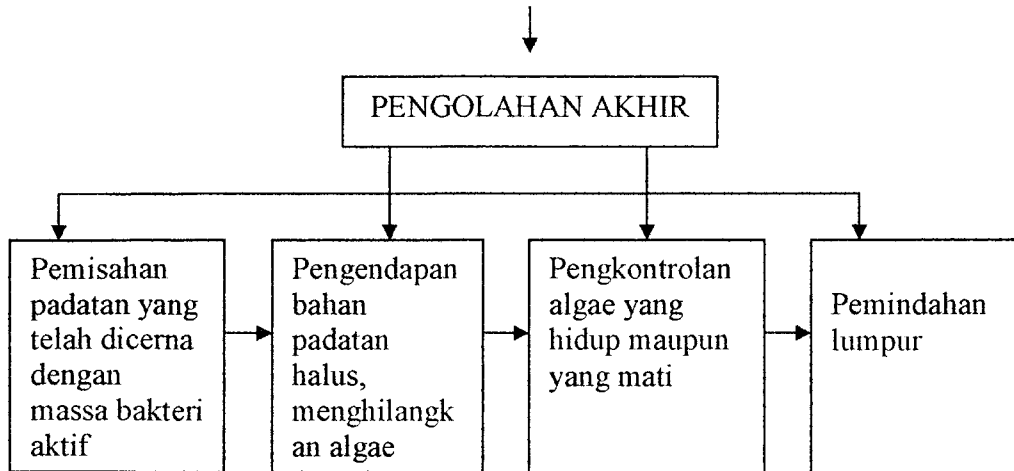 PENGOLAHAN AKHIR
Pemisahan
padatan yang
telah dicerna
dengan
massa bakteri
aktif
Pengendapan
bahan
padatan
halus,
menghilangk
an algae
Pengkontrolan
algae yang
hidup maupun
yang mati
Pemindahan
lumpur